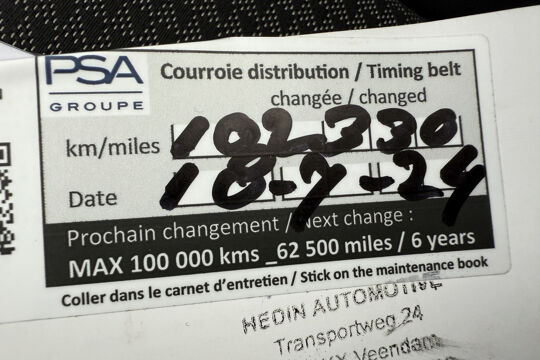 PSA
GROUPE
Courroie distribution / Timing belt
changée / changed
km/miles 102330
Date 18-7-24
Prochain changement / Next change :
MAX 100 000 kms _62 500 miles / 6 years
Coller dans le carnet d'entretien / Stick on the maintenance book
HEDIN AUTOMOTIVE
Transportweg 24
Veendam